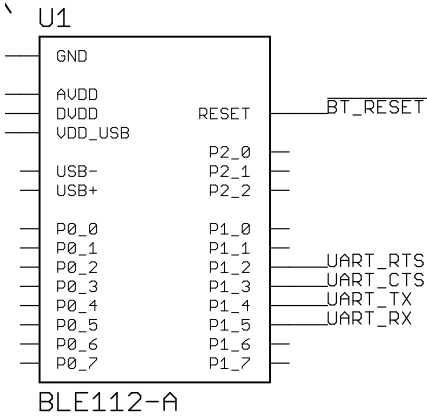 U1
GND
AVDD
DVDD RESET BT_RESET
VDD_USB
P2_0
USB- P2_1
USB+ P2_2
P0_0 P1_0
P0_1 P1_1
P0_2 P1_2 UART_RTS
P0_3 P1_3 UART_CTS
P0_4 P1_4 UART_TX
P0_5 P1_5 UART_RX
P0_6 P1_6
P0_7 P1_7
BLE112-A